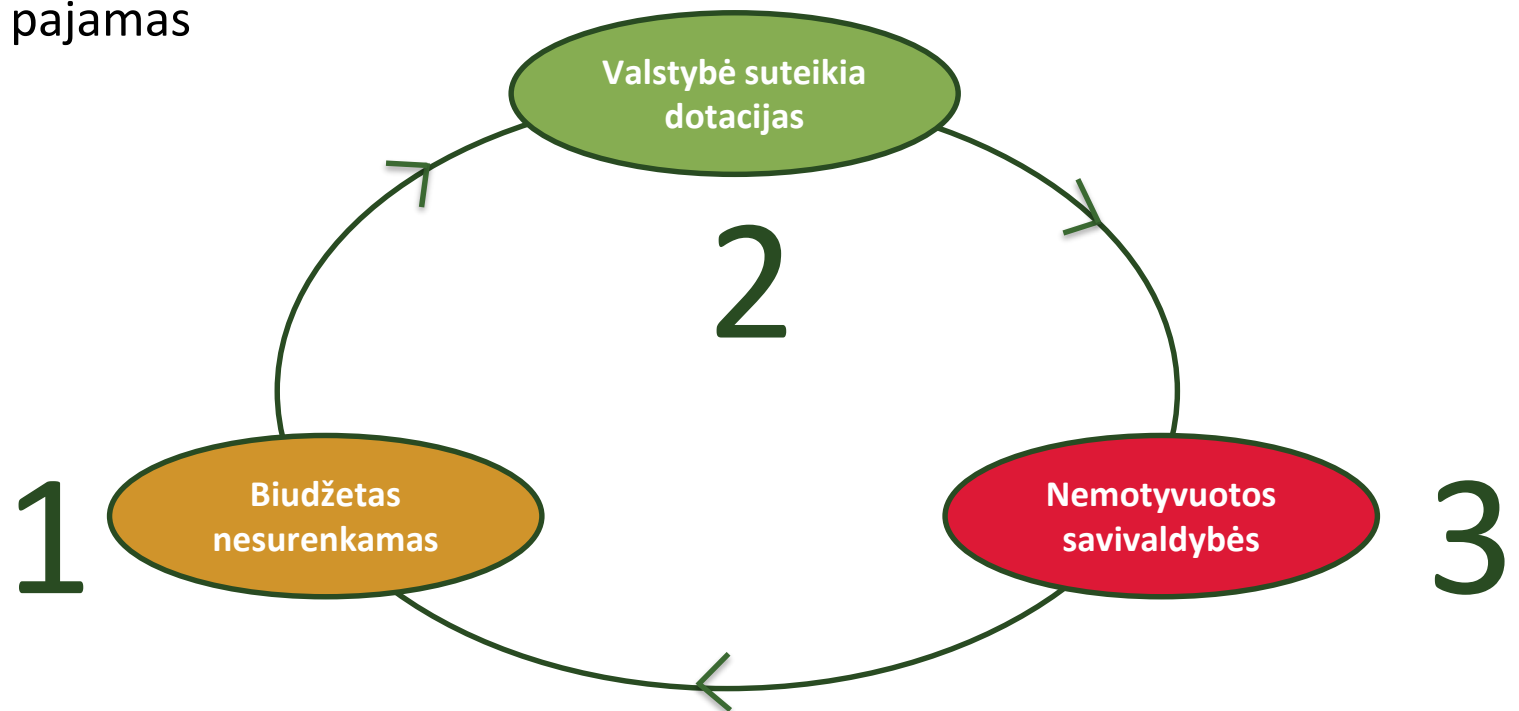 pajamas
Valstybė suteikia
dotacijas
2
1
Biudžetas
nesurenkamas
Nemotyvuotos
savivaldybės
3